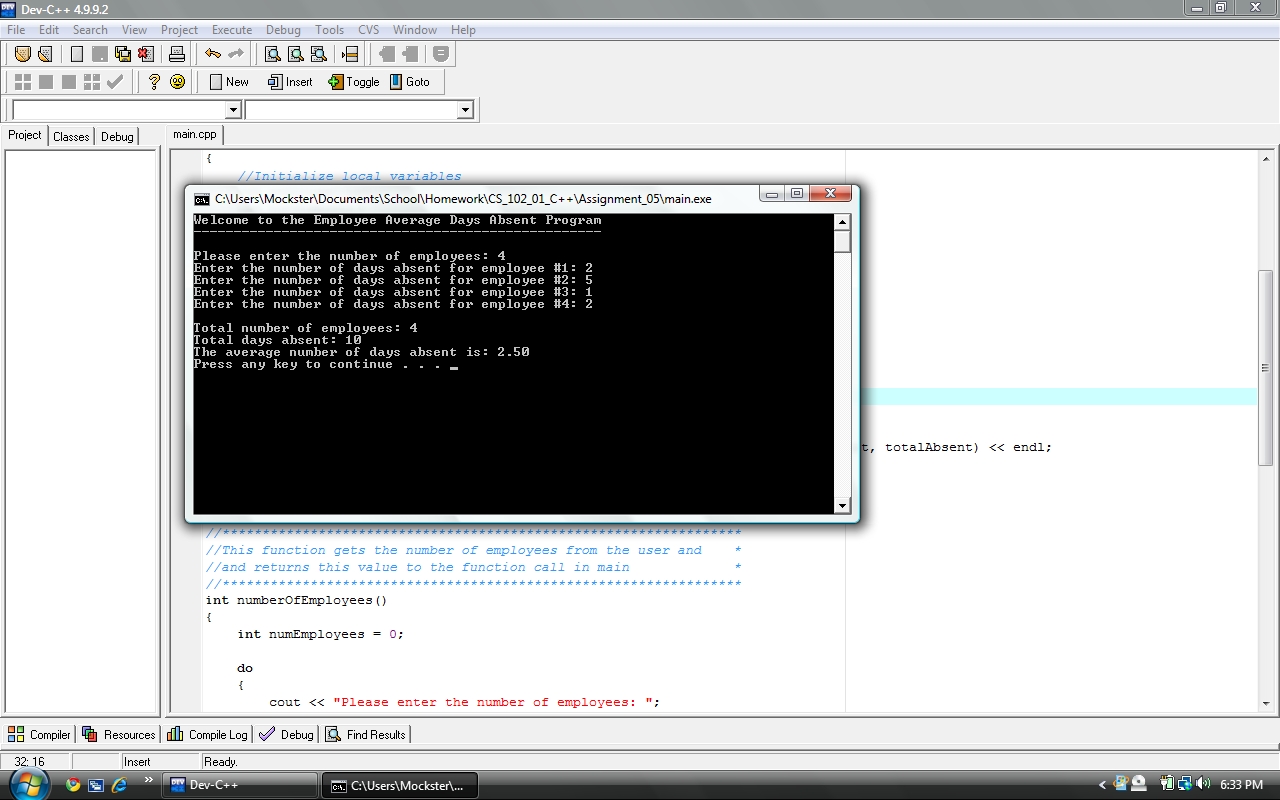 Dev-C++ 4.9.9.2
File Edit Search View Project Execute Debug Tools CVS Window Help
New Insert Toggle Goto
Project Classes Debug
main.cpp
{
//Initialize local variables
C:\Users\Mockster\Documents\School\Homework\CS_102_01_C++\Assignment_05\main.exe
Welcome to the Employee Average Days Absent Program
---------------------------------------------------
Please enter the number of employees: 4
Enter the number of days absent for employee #1: 2
Enter the number of days absent for employee #2: 5
Enter the number of days absent for employee #3: 1
Enter the number of days absent for employee #4: 2
Total number of employees: 4
Total days absent: 10
The average number of days absent is: 2.50
Press any key to continue . . . _
t, totalAbsent) << endl;
//*****************************************************************
//This function gets the number of employees from the user and    *
//and returns this value to the function call in main             *
//*****************************************************************
int numberOfEmployees()
{
int numEmployees = 0;
do
{
cout << "Please enter the number of employees: ";
Compiler Resources Compile Log Debug Find Results
32: 16 Insert Ready.
Dev-C++ C:\Users\Mockster\... 6:33 PM